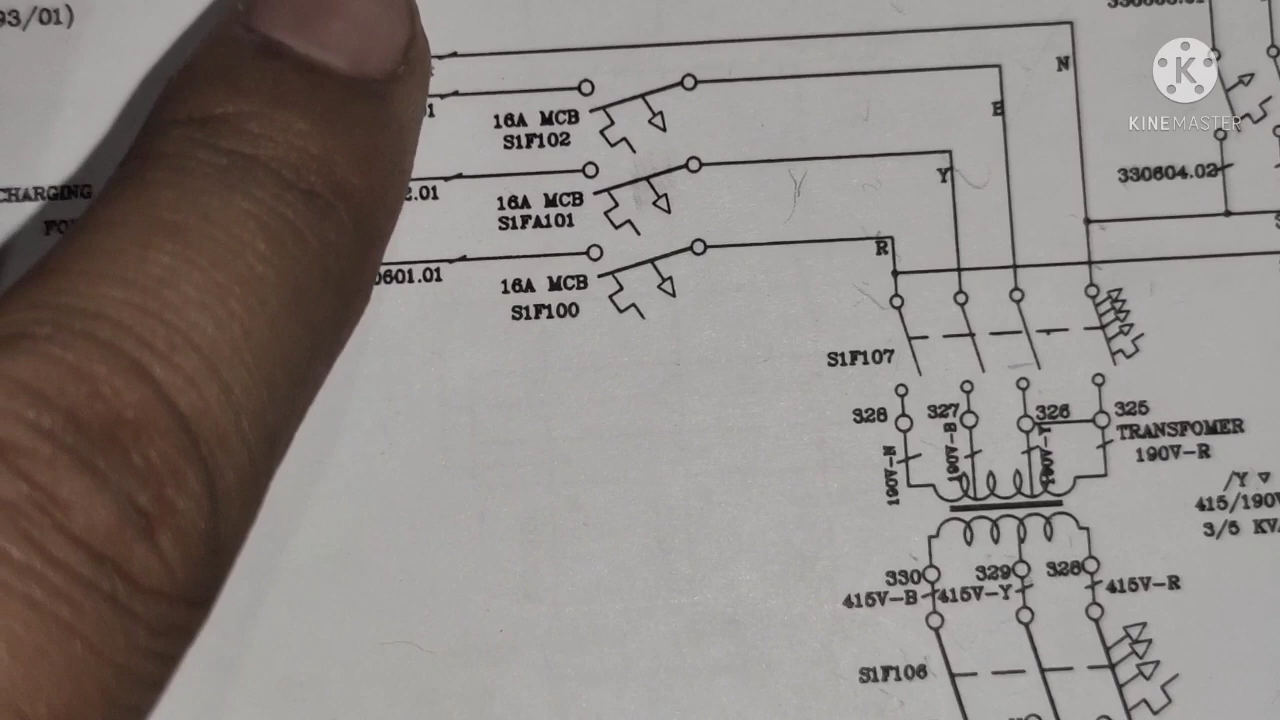 93/01)
N
K
KINEMASTER
16A MCB
S1F102
B
330604.02
CHARGING
2.01
16A MCB
S1FA101
Y
0601.01
16A MCB
S1F100
R
S1F107
328
327
326
325
TRANSFOMER
190V-R
N-A061
190V-B
190V-Y
/Y ▿
415/190V
3/5 KVA
330
329
328
415V-B
415V-Y
415V-R
S1F106